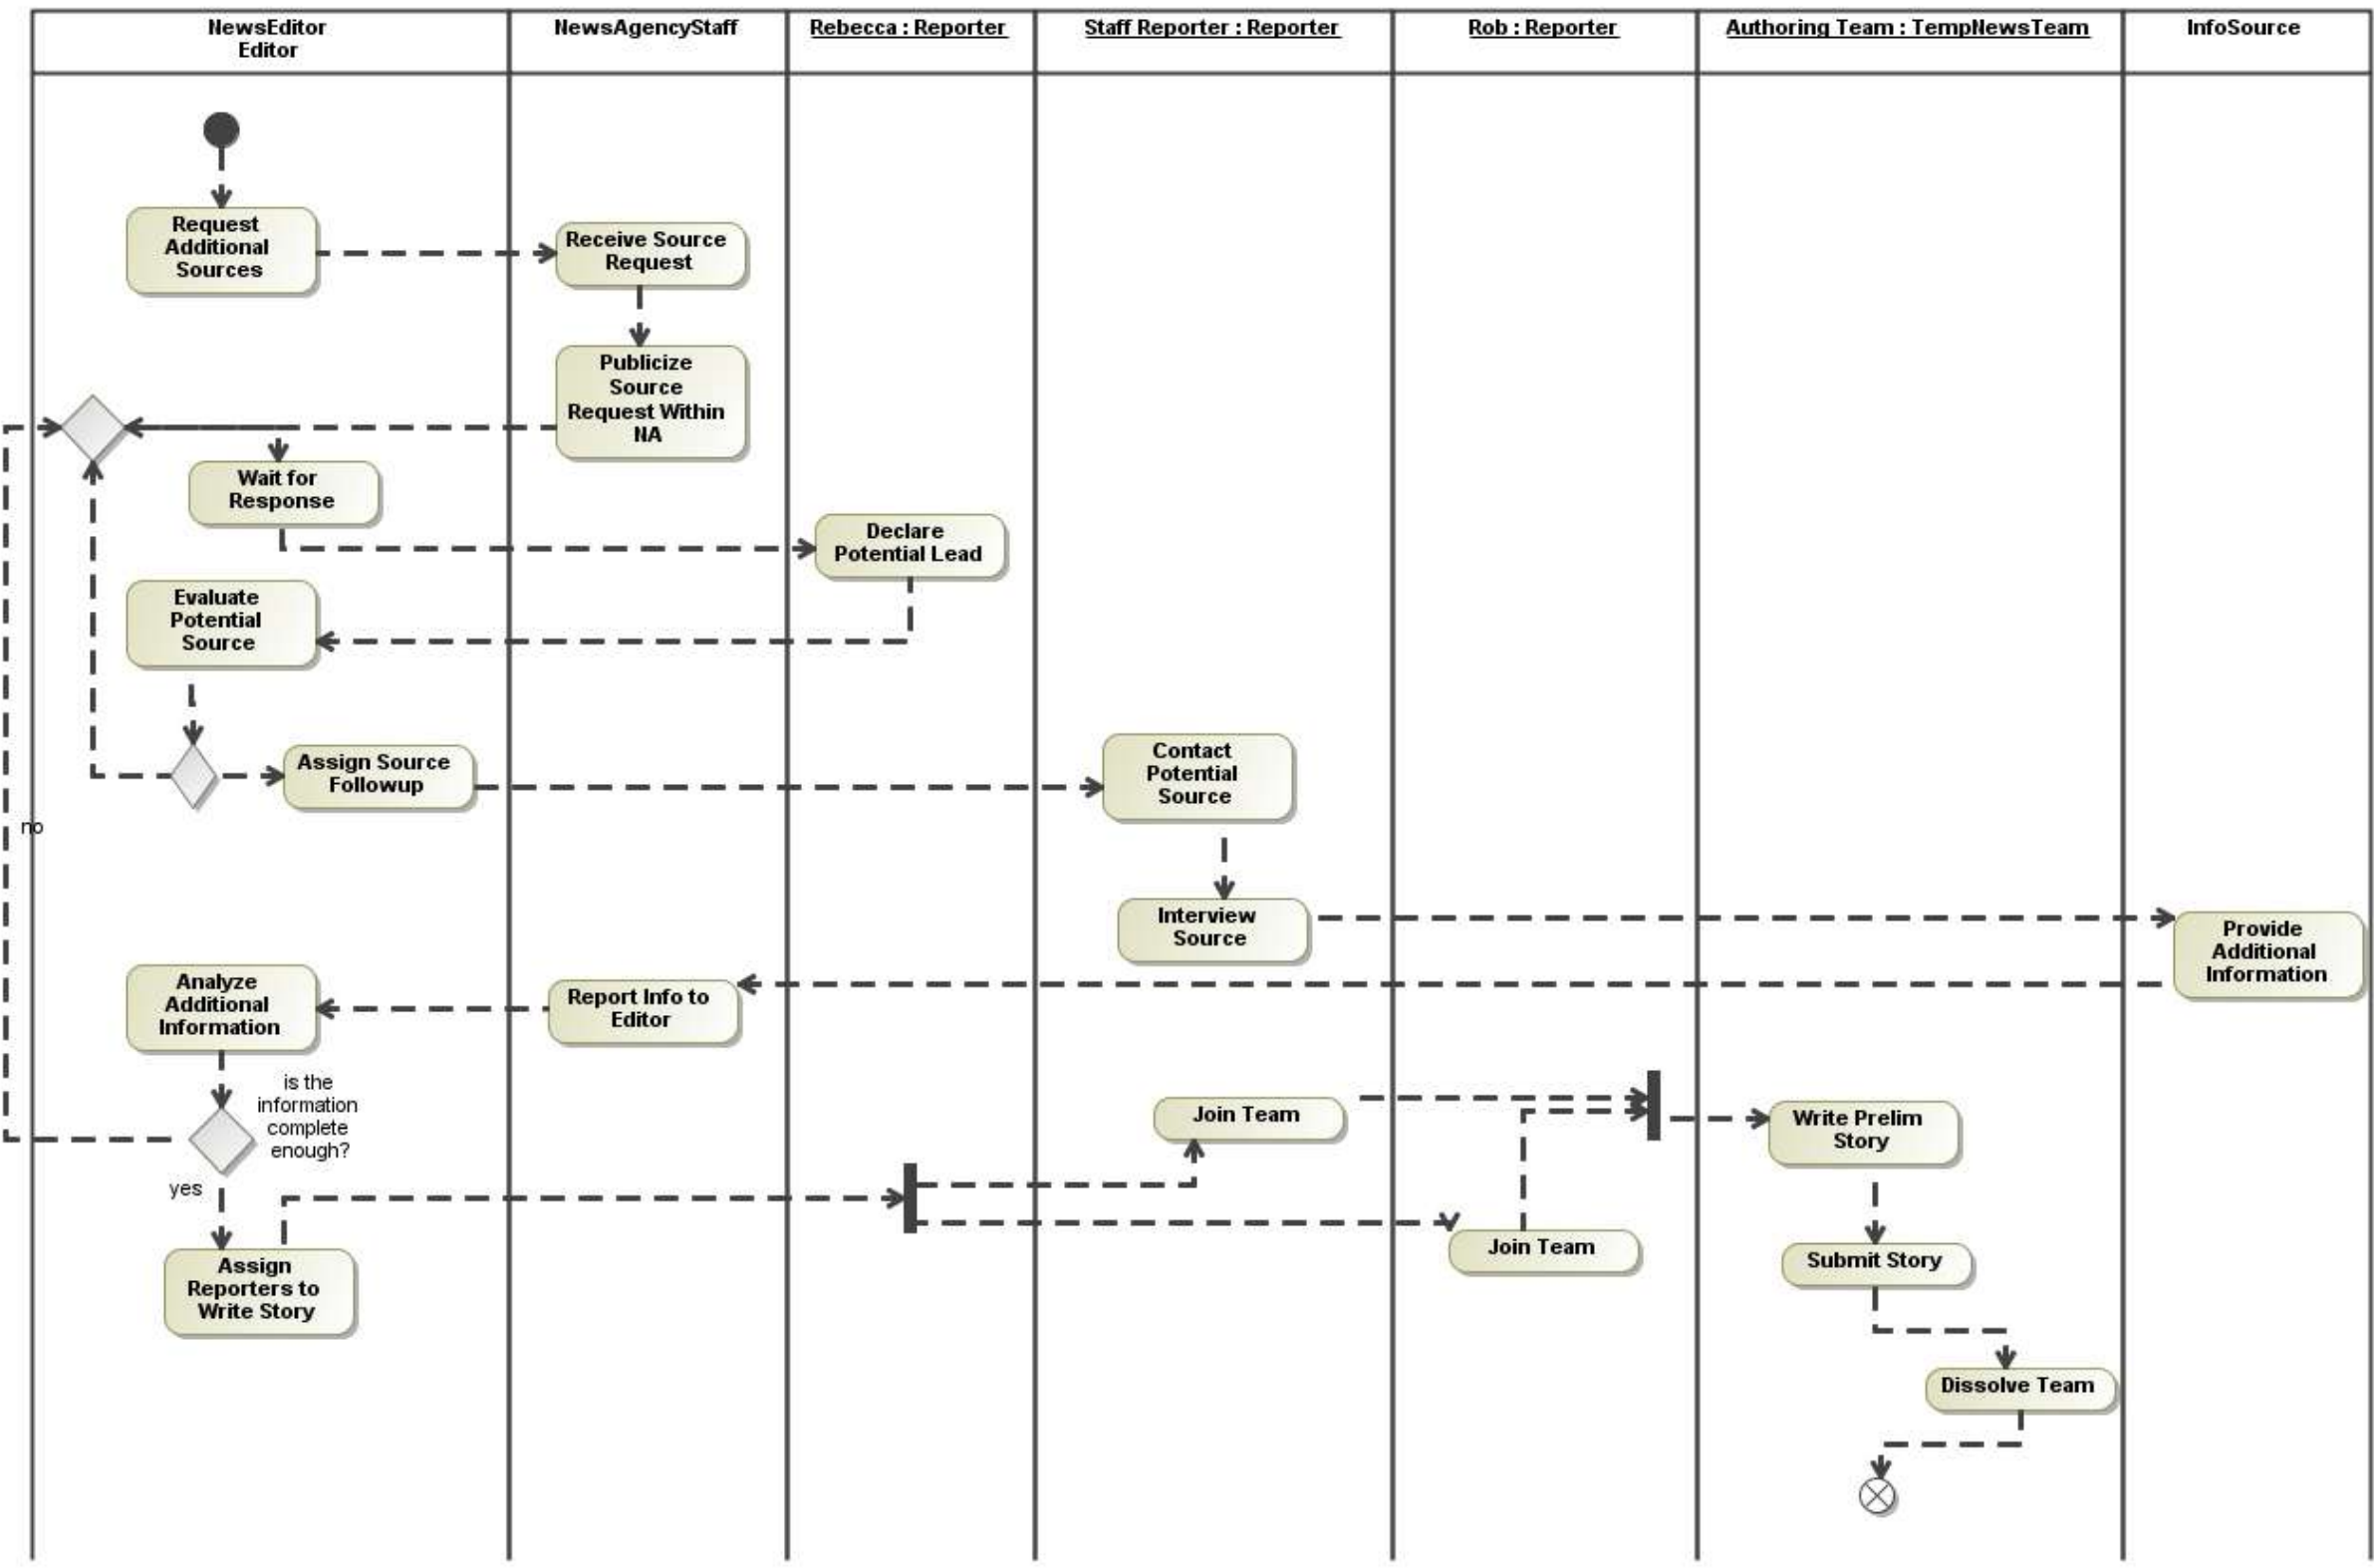 NewsEditor
Editor
NewsAgencyStaff
Rebecca : Reporter
Staff Reporter : Reporter
Rob : Reporter
Authoring Team : TempNewsTeam
InfoSource
Request
Additional
Sources
Receive Source
Request
Publicize
Source
Request Within
NA
Wait for
Response
Declare
Potential Lead
Evaluate
Potential
Source
Assign Source
Followup
Contact
Potential
Source
no
Interview
Source
Provide
Additional
Information
Analyze
Additional
Information
Report Info to
Editor
is the
information
complete
enough?
Join Team
Write Prelim
Story
yes
Assign
Reporters to
Write Story
Join Team
Submit Story
Dissolve Team